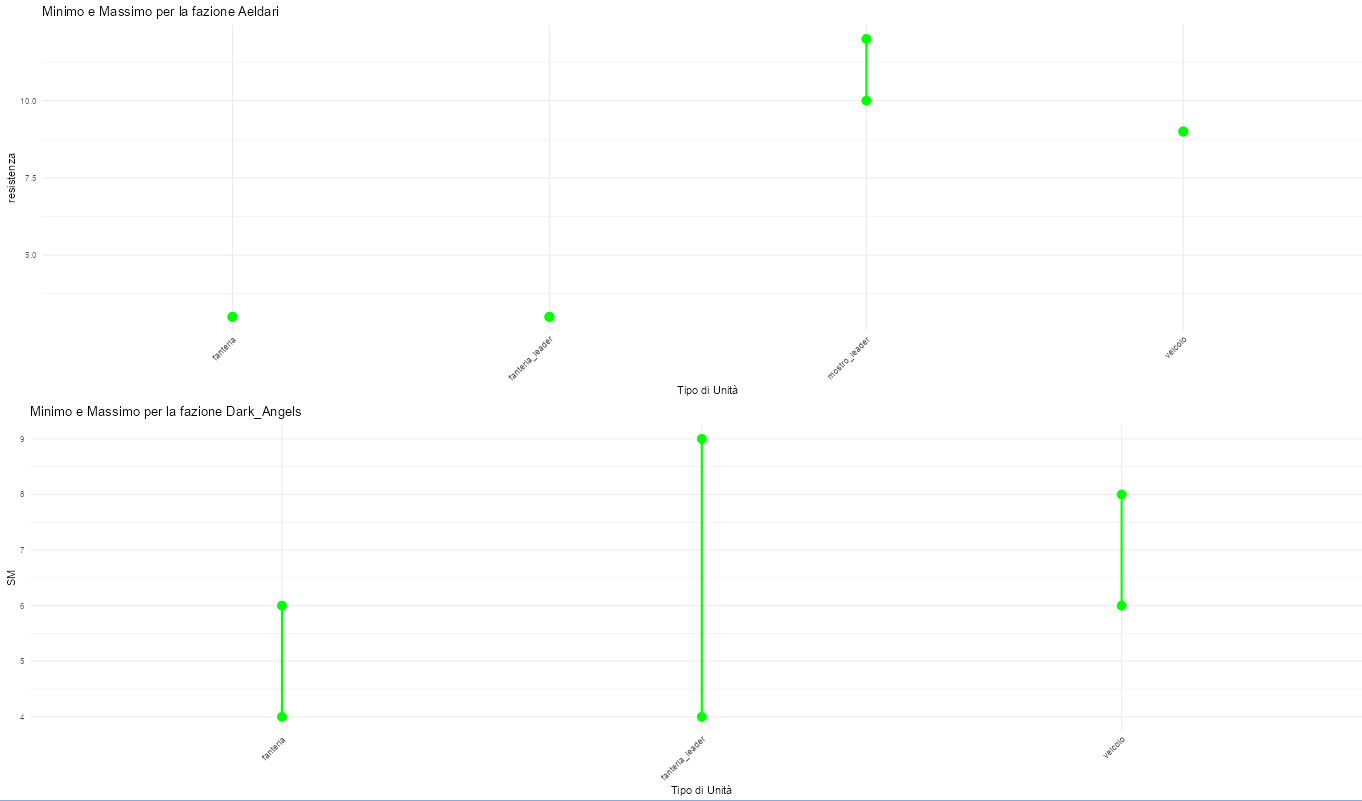 Minimo e Massimo per la fazione Aeldari
resistenza
10.0
7.5
5.0
fanteria
fanteria_leader
mostro_leader
veicolo
Tipo di Unità
Minimo e Massimo per la fazione Dark_Angels
SM
9
8
7
6
5
4
fanteria
fanteria_leader
veicolo
Tipo di Unità